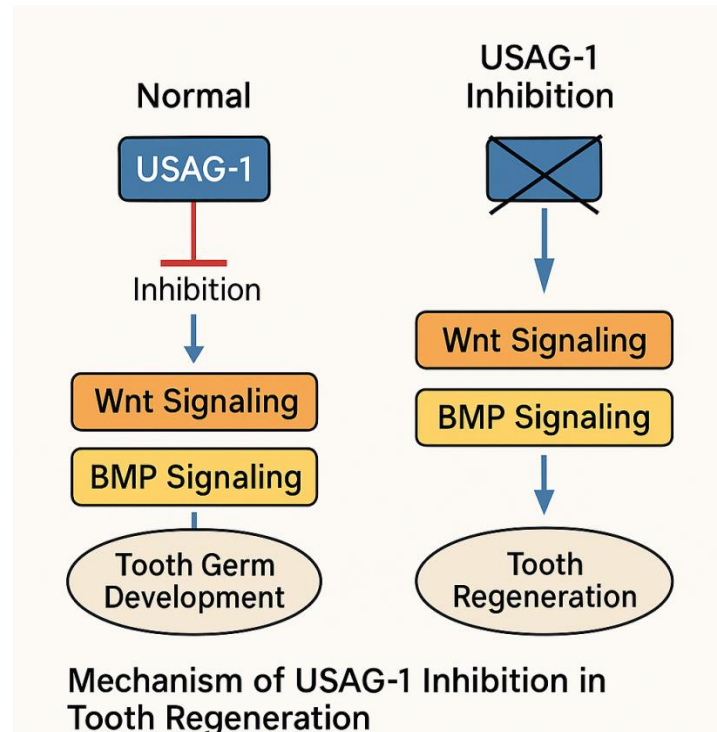 Normal
USAG-1
Inhibition
Wnt Signaling
BMP Signaling
Tooth Germ
Development
USAG-1
Inhibition
Wnt Signaling
BMP Signaling
Tooth
Regeneration
Mechanism of USAG-1 Inhibition in
Tooth Regeneration